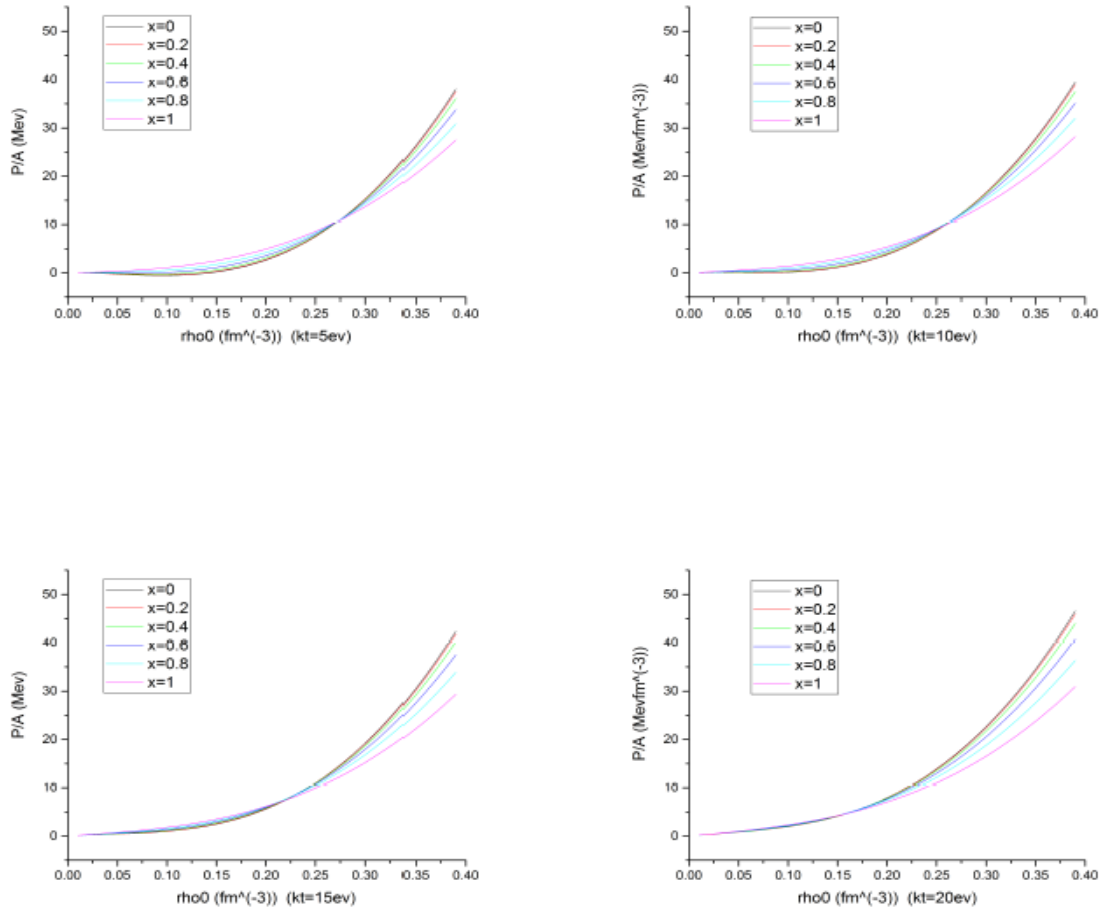 50
40
30
20
10
0
P/A (Mev)
x=0
x=0.2
x=0.4
x=0.6
x=0.8
x=1
0.00 0.05 0.10 0.15 0.20 0.25 0.30 0.35 0.40
rho0 (fm^(-3)) (kt=5ev)
50
40
30
20
10
0
P/A (Mevfm^(-3))
x=0
x=0.2
x=0.4
x=0.6
x=0.8
x=1
0.00 0.05 0.10 0.15 0.20 0.25 0.30 0.35 0.40
rho0 (fm^(-3)) (kt=10ev)
50
40
30
20
10
0
P/A (Mev)
x=0
x=0.2
x=0.4
x=0.6
x=0.8
x=1
0.00 0.05 0.10 0.15 0.20 0.25 0.30 0.35 0.40
rho0 (fm^(-3)) (kt=15ev)
50
40
30
20
10
0
P/A (Mevfm^(-3))
x=0
x=0.2
x=0.4
x=0.6
x=0.8
x=1
0.00 0.05 0.10 0.15 0.20 0.25 0.30 0.35 0.40
rho0 (fm^(-3)) (kt=20ev)